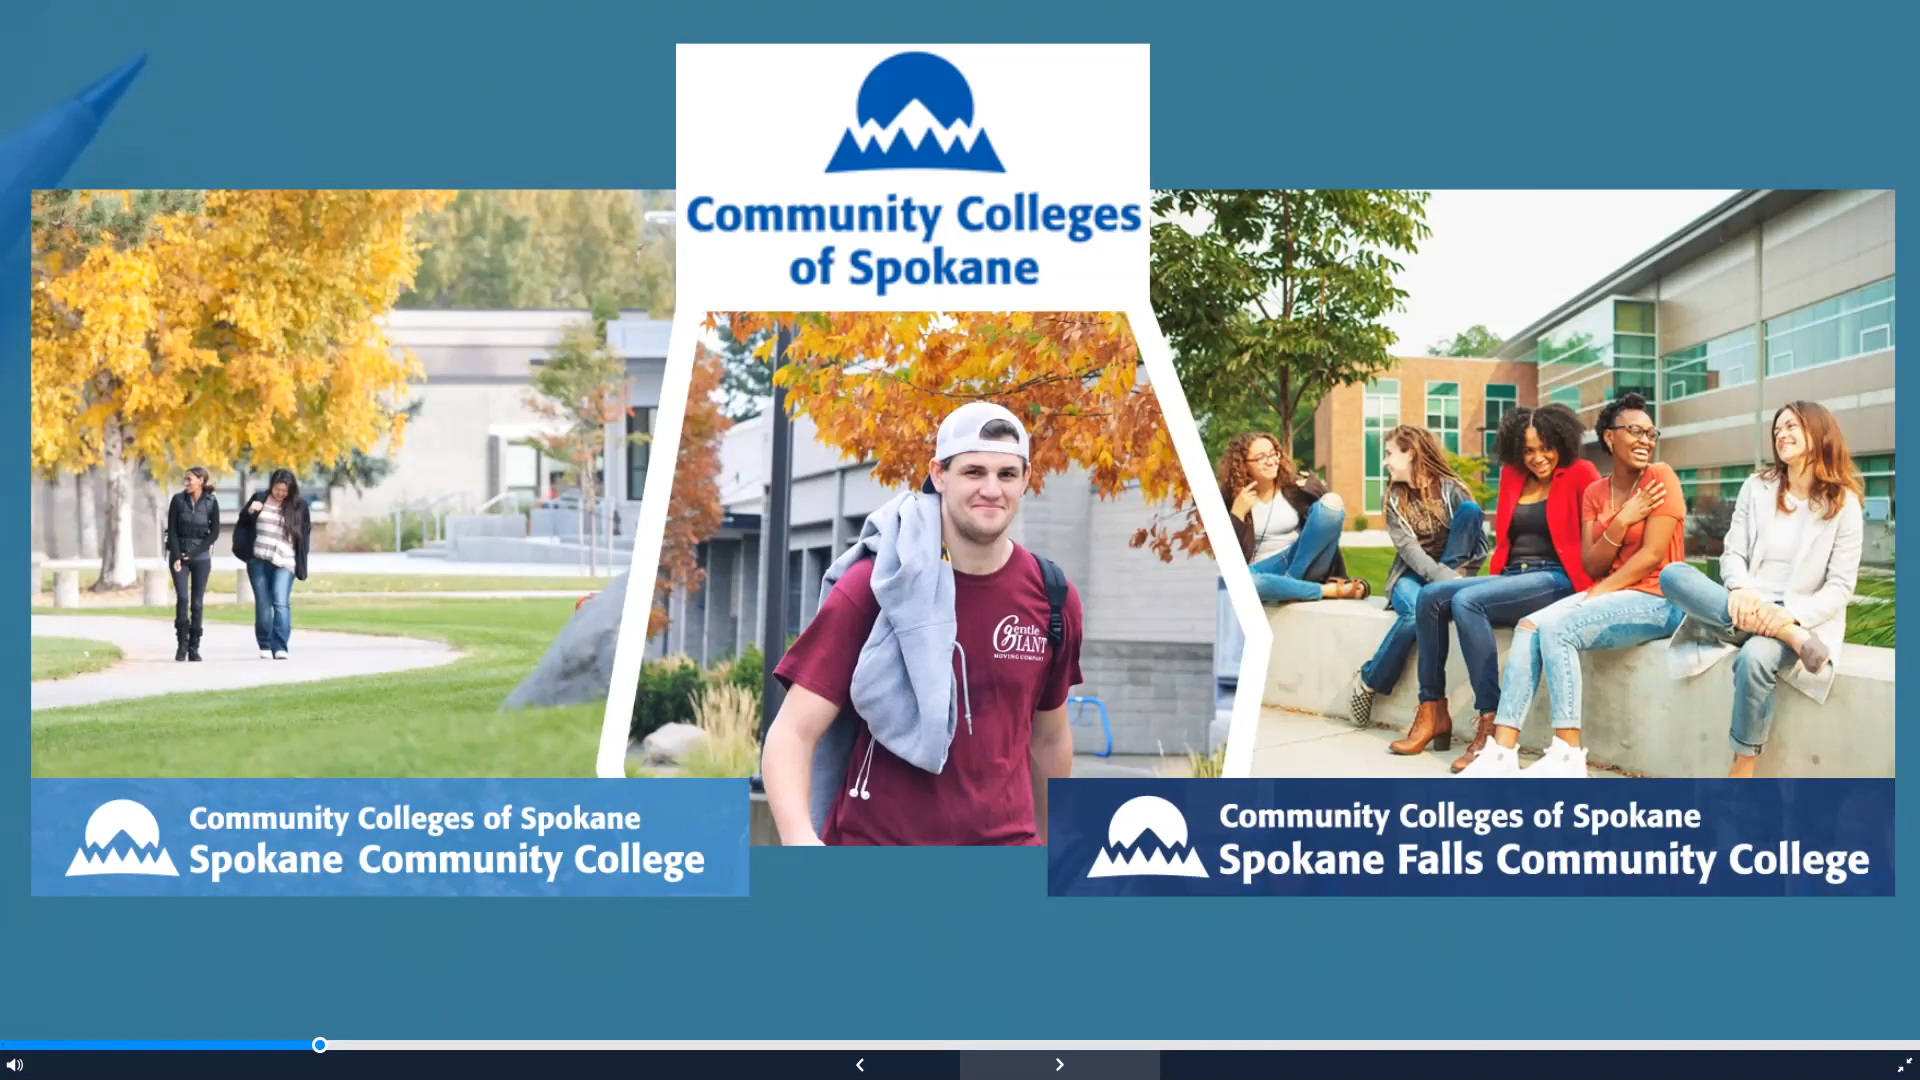 Community Colleges
of Spokane
Gentle
GIANT
MOVING COMPANY
Community Colleges of Spokane
Spokane Community College
Community Colleges of Spokane
Spokane Falls Community College